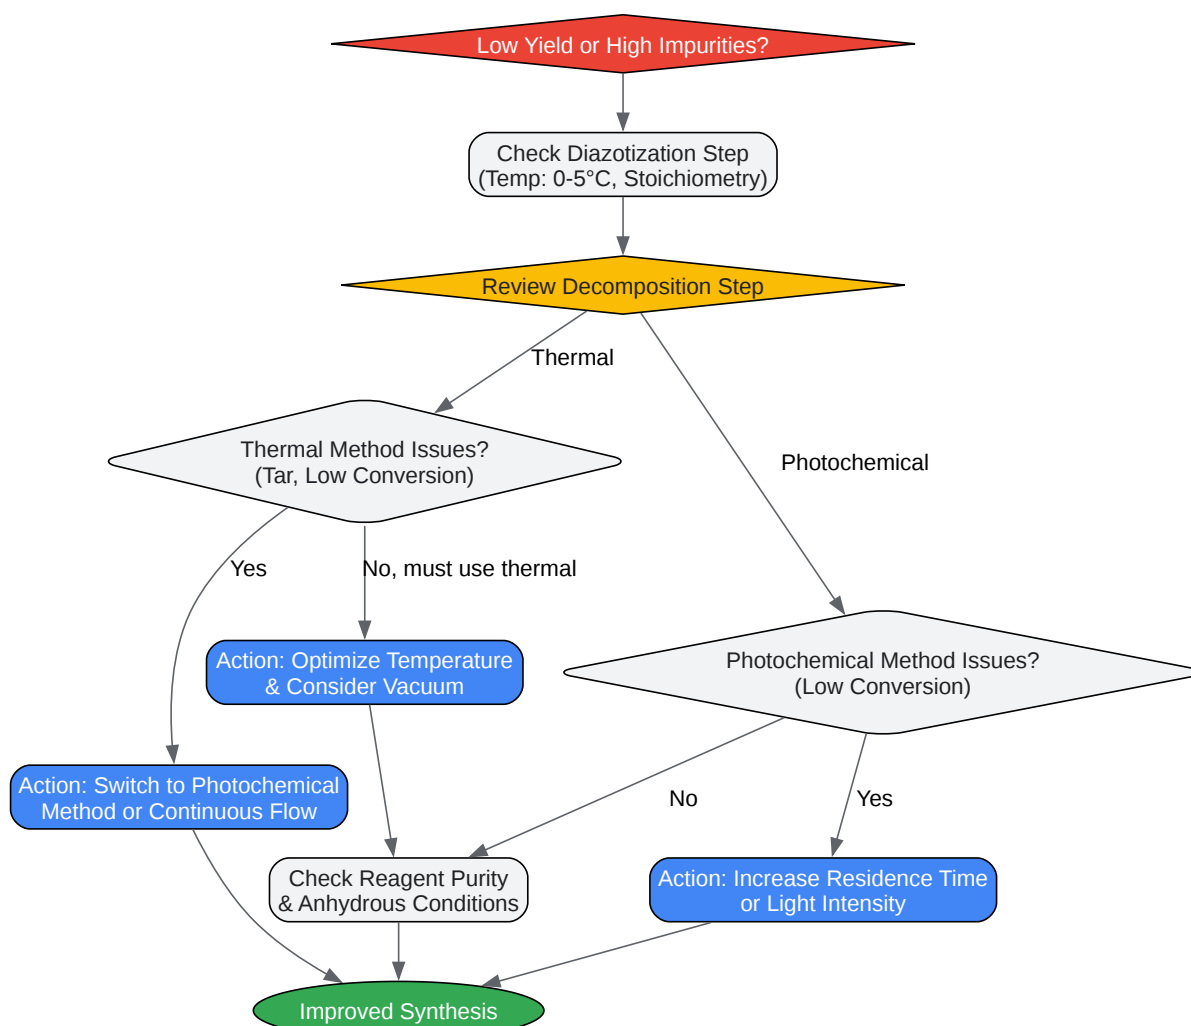 Low Yield or High Impurities?
Check Diazotization Step
(Temp: 0-5°C, Stoichiometry)
Review Decomposition Step
Thermal
Thermal Method Issues?
(Tar, Low Conversion)
Photochemical
Yes
No, must use thermal
Action: Optimize Temperature
& Consider Vacuum
Photochemical Method Issues?
(Low Conversion)
Action: Switch to Photochemical
Method or Continuous Flow
No
Yes
Check Reagent Purity
& Anhydrous Conditions
Action: Increase Residence Time
or Light Intensity
Improved Synthesis